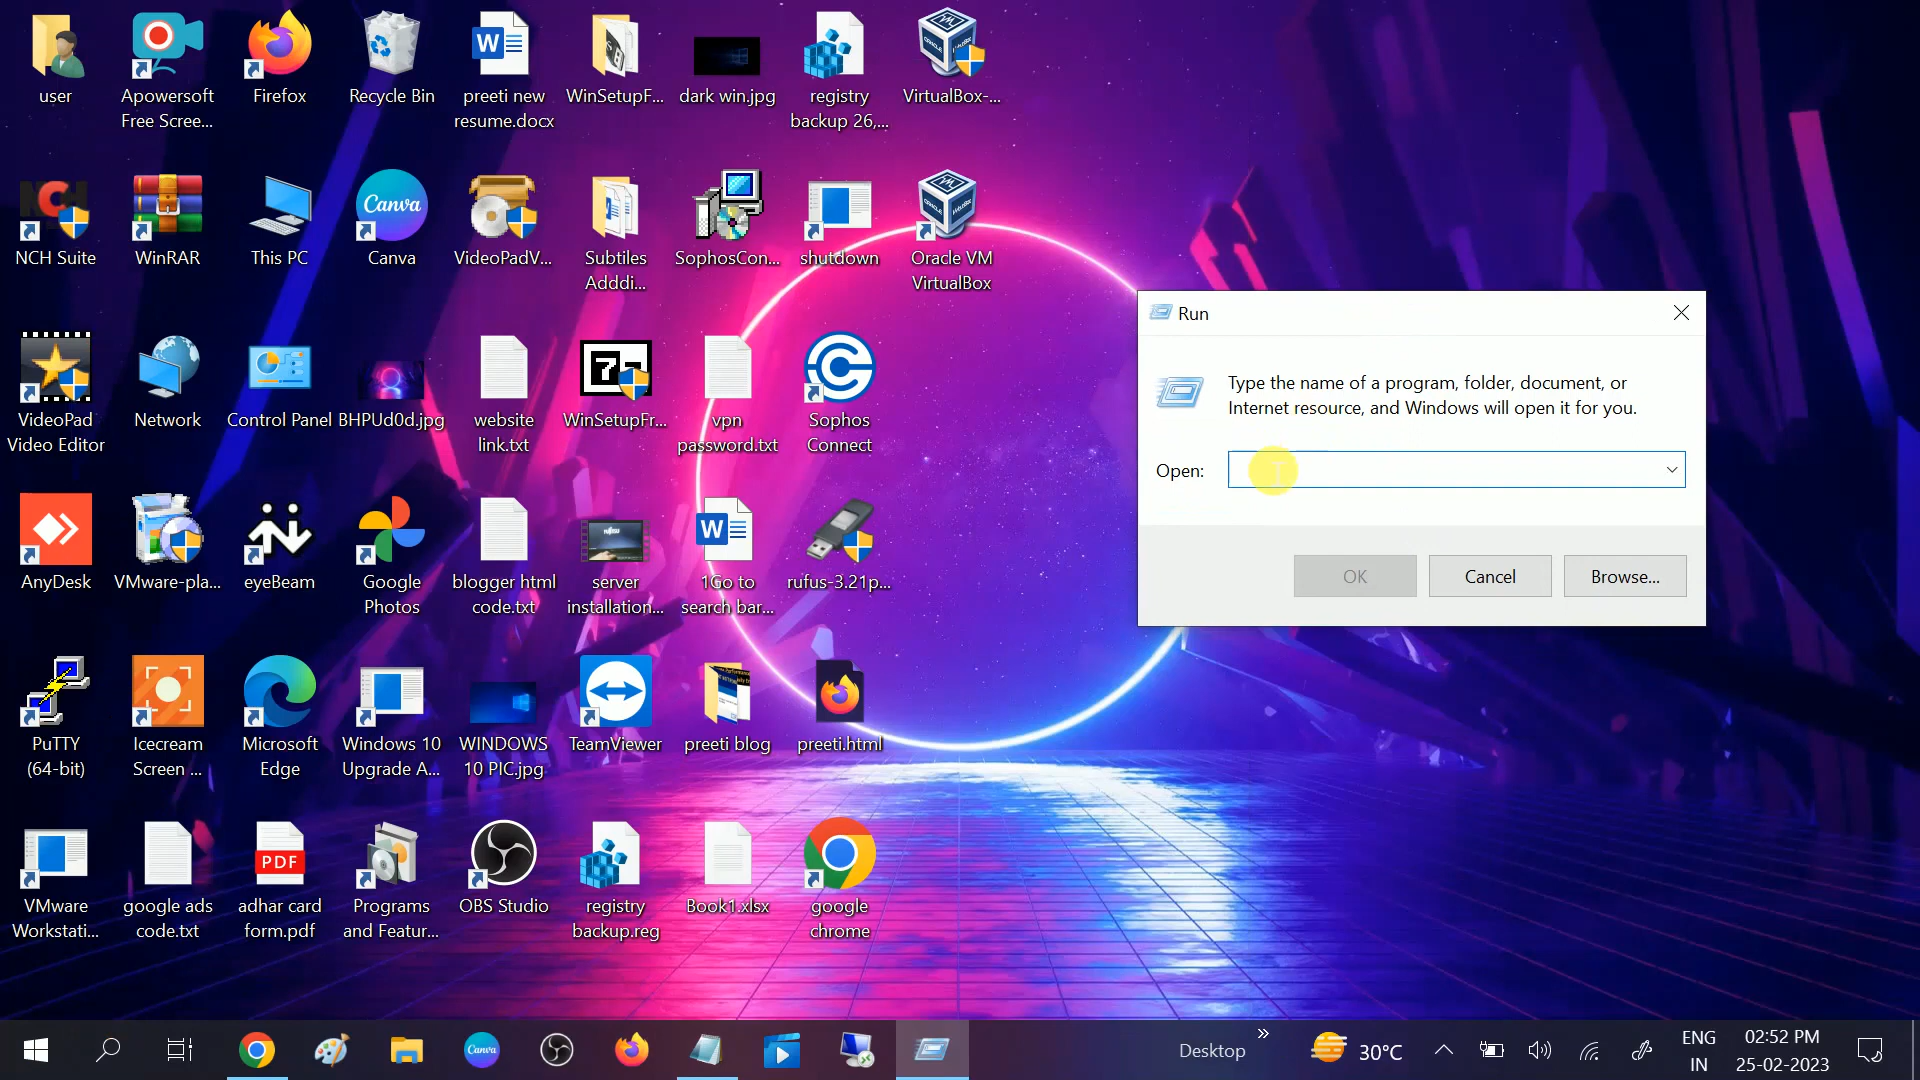 user
Apowersoft
Free Scree...
Firefox
Recycle Bin
preeti new
resume.docx
WinSetupF...
dark win.jpg
registry
backup 26,...
VirtualBox-...
NCH Suite
WinRAR
This PC
Canva
Canva
VideoPadV...
Subtiles
Adddi...
SophosCon...
shutdown
Oracle VM
VirtualBox
VideoPad
Video Editor
Network
Control Panel
BHPUd0d.jpg
website
link.txt
WinSetupFr...
vpn
password.txt
Sophos
Connect
AnyDesk
VMware-pla...
eyeBeam
Google
Photos
blogger html
code.txt
server
installation...
1Go to
search bar...
rufus-3.21p...
PuTTY
(64-bit)
Icecream
Screen ...
Microsoft
Edge
Windows 10
Upgrade A...
WINDOWS
10 PIC.jpg
TeamViewer
preeti blog
preeti.html
VMware
Workstati...
google ads
code.txt
PDF
adhar card
form.pdf
Programs
and Featur...
OBS Studio
registry
backup.reg
Book1.xlsx
google
chrome
Run
Type the name of a program, folder, document, or
Internet resource, and Windows will open it for you.
Open:
OK
Cancel
Browse...
Canva
Desktop
30°C
ENG
IN
02:52 PM
25-02-2023